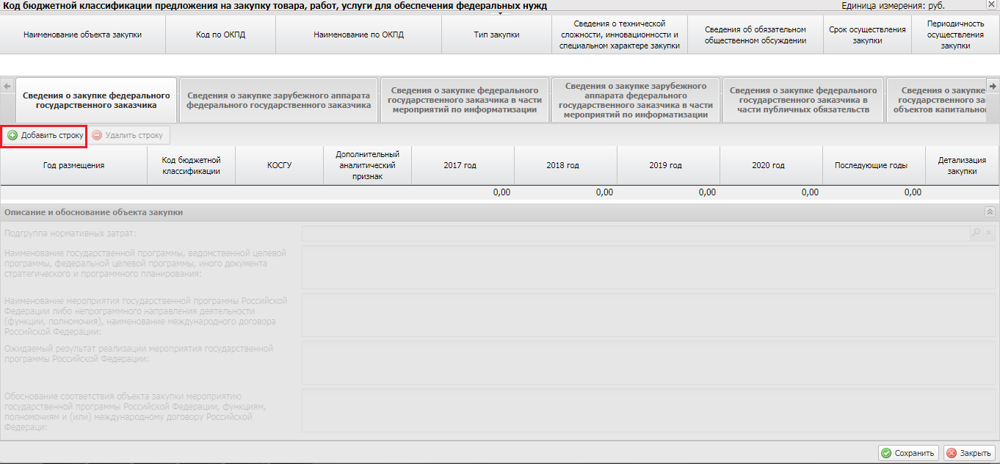 Код бюджетной классификации предложения на закупку товара, работ, услуги для обеспечения федеральных нужд
Единица измерения: руб.
Наименование объекта закупки
Код по ОКПД
Наименование по ОКПД
Тип закупки
Сведения о технической
сложности, инновационности и
специальном характере закупки
Сведения об обязательном
общественном обсуждении
Срок осуществления
закупки
Периодичность
осуществления
закупки
Сведения о закупке федерального
государственного заказчика
Сведения о закупке зарубежного аппарата
федерального государственного заказчика
Сведения о закупке федерального
государственного заказчика в части
мероприятий по информатизации
Сведения о закупке зарубежного
аппарата федерального
государственного заказчика в части
мероприятий по информатизации
Сведения о закупке федерального
государственного заказчика в
части публичных обязательств
Сведения о закупке
государственного за
объектов капитально
Добавить строку
Удалить строку
Год размещения
Код бюджетной
классификации
КОСГУ
Дополнительный
аналитический
признак
2017 год
2018 год
2019 год
2020 год
Последующие годы
Детализация
закупки
0,00
0,00
0,00
0,00
0,00
Описание и обоснование объекта закупки
Подгруппа нормативных затрат:
Наименование государственной программы, ведомственной целевой
программы, федеральной целевой программы, иного документа
стратегического и программного планирования:
Наименование мероприятия государственной программы Российской
Федерации либо непрограммного направления деятельности
(функции, полномочия), наименование международного договора
Российской Федерации:
Ожидаемый результат реализации мероприятия государственной
программы Российской Федерации:
Обоснование соответствия объекта закупки мероприятию
государственной программы Российской Федерации, функциям,
полномочиям и (или) международному договору Российской
Федераци:
Сохранить
Закрыть